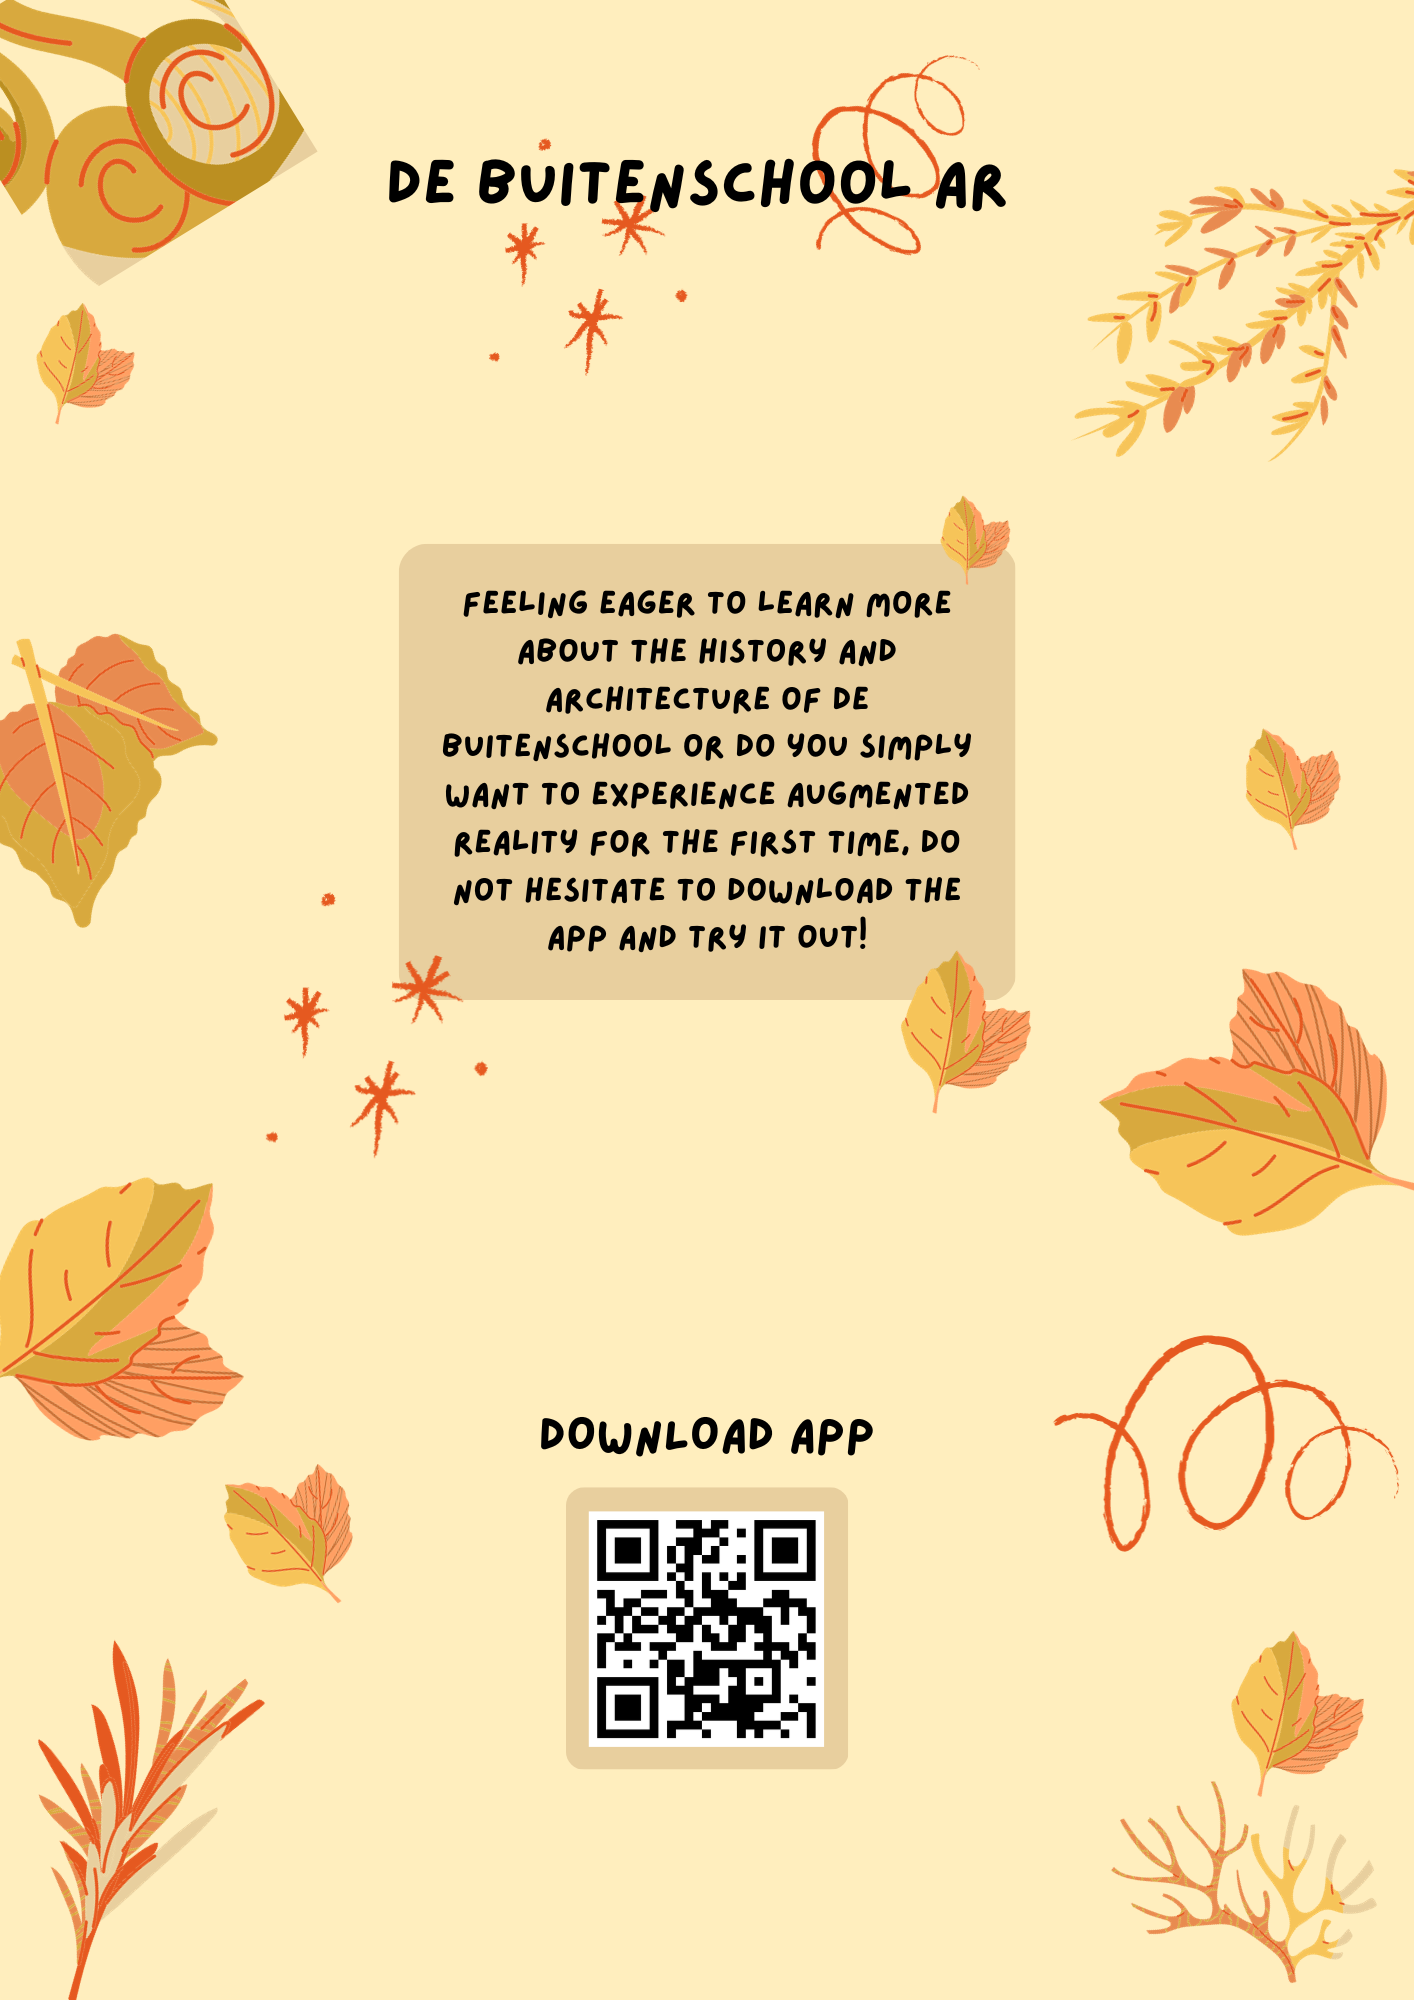 DE BUITENSCHOOL AR
FEELING EAGER TO LEARN MORE
ABOUT THE HISTORY AND
ARCHITECTURE OF DE
BUITENSCHOOL OR DO YOU SIMPLY
WANT TO EXPERIENCE AUGMENTED
REALITY FOR THE FIRST TIME, DO
NOT HESITATE TO DOWNLOAD THE
APP AND TRY IT OUT!
DOWNLOAD APP